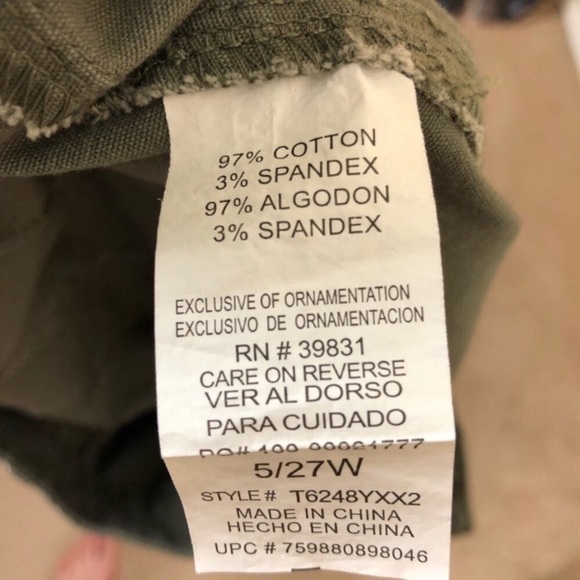 97% COTTON
3% SPANDEX
97% ALGODON
3% SPANDEX
EXCLUSIVE OF ORNAMENTATION
EXCLUSIVO DE ORNAMENTACION
RN # 39831
CARE ON REVERSE
VER AL DORSO
PARA CUIDADO
5/27W
STYLE# T6248YXX2
MADE IN CHINA
HECHO EN CHINA
UPC # 759880898046